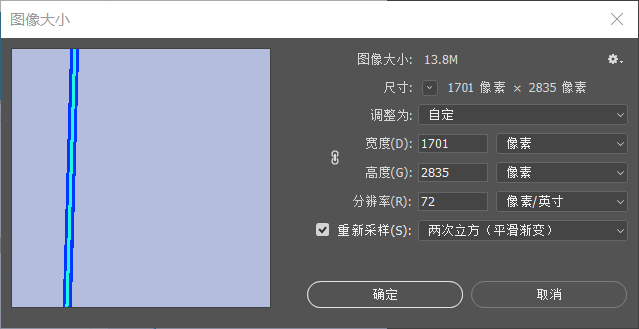 图像大小
图像大小: 13.8M
尺寸: 1701 像素 × 2835 像素
调整为: 自定
宽度(D): 1701 像素
高度(G): 2835 像素
分辨率(R): 72 像素/英寸
重新采样(S): 两次立方（平滑渐变）
确定 取消